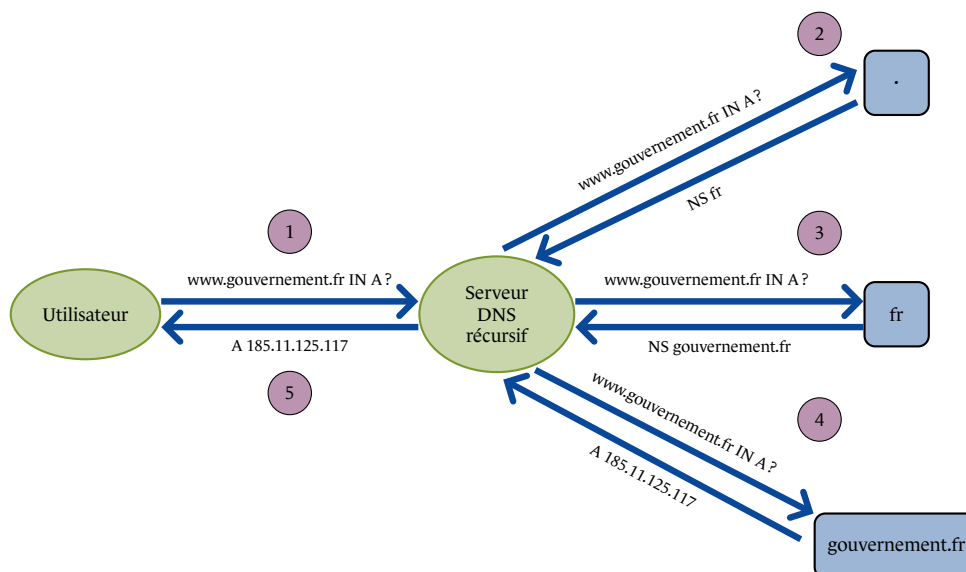 2
.
www.gouvernement.fr IN A ?
NS fr
1
3
www.gouvernement.fr IN A ?
www.gouvernement.fr IN A ?
Utilisateur
Serveur
DNS
récursif
fr
A 185.11.125.117
NS gouvernement.fr
5
4
www.gouvernement.fr IN A ?
A 185.11.125.117
gouvernement.fr